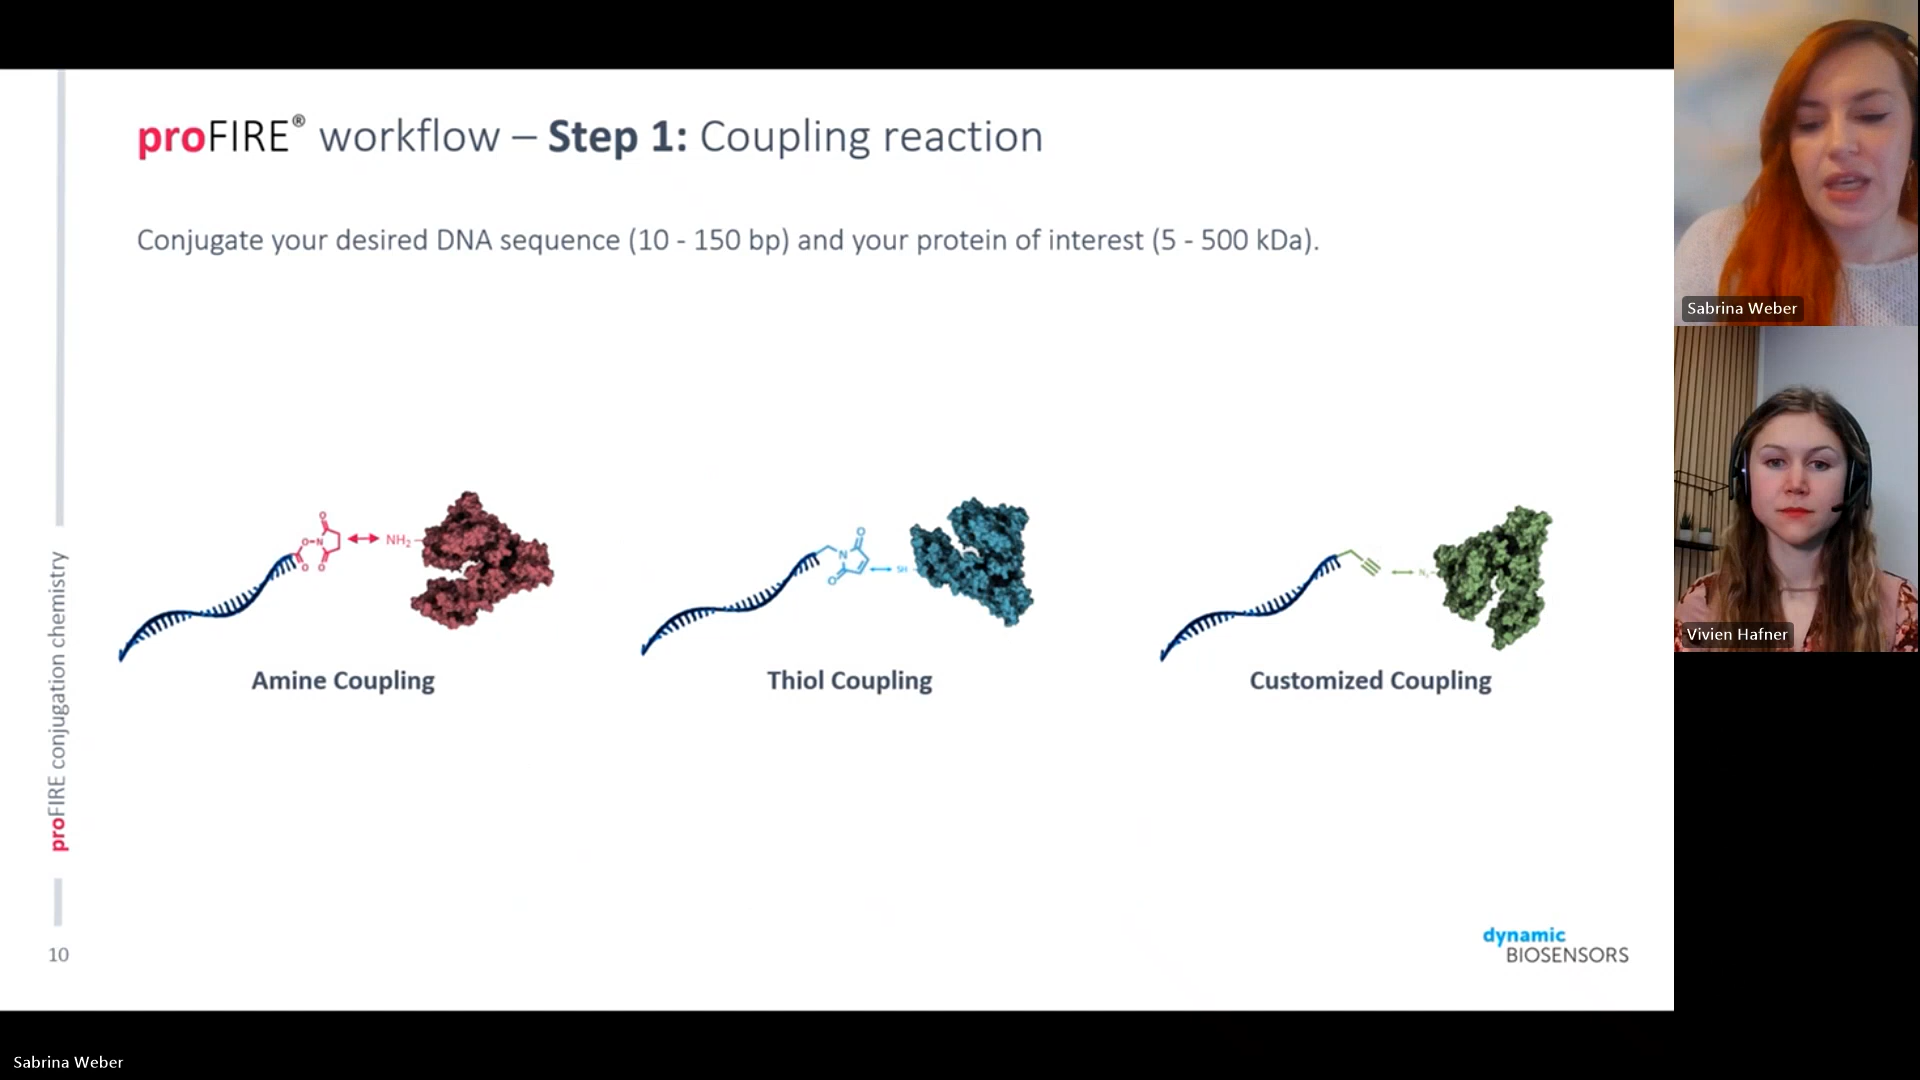 proFIRE® workflow – Step 1: Coupling reaction
Conjugate your desired DNA sequence (10 - 150 bp) and your protein of interest (5 - 500 kDa).
O
O-N
O
O
NH₂
O
N
O
SH
Amine Coupling
Thiol Coupling
Customized Coupling
proFIRE conjugation chemistry
10
dynamic
BIOSENSORS
Sabrina Weber
Vivien Hafner
Sabrina Weber